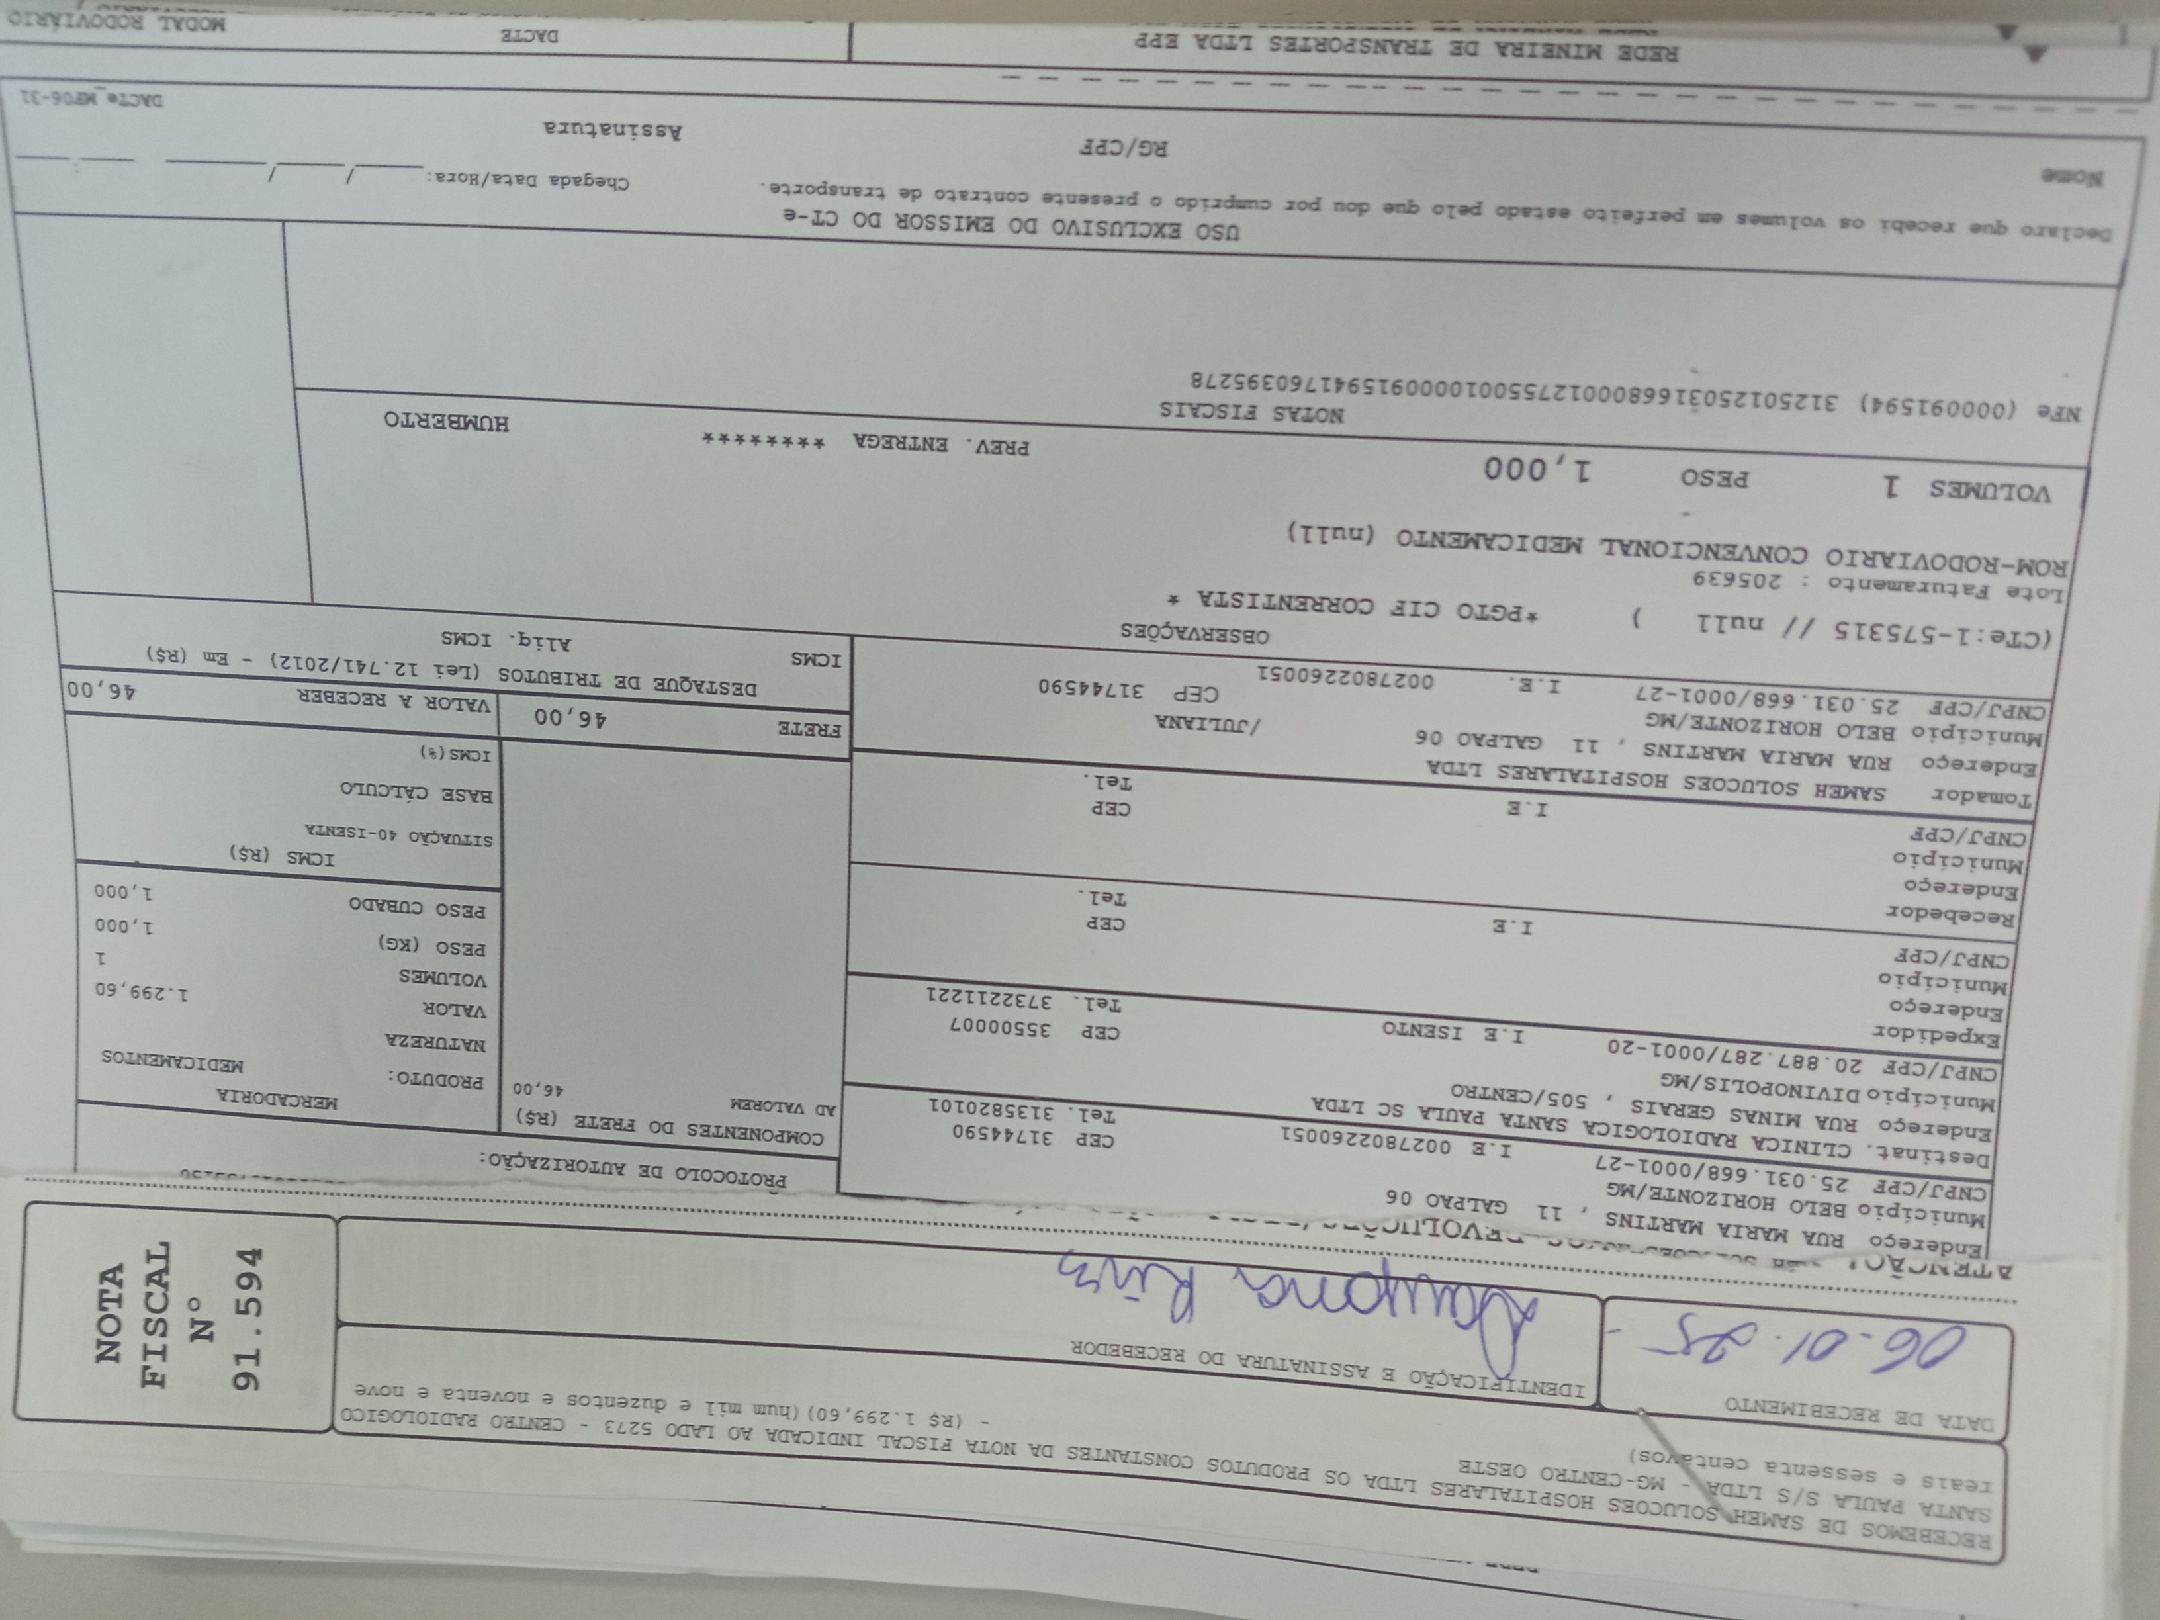 RECEBEMOS DE SAMEH SOLUCOES HOSPITALARES LTDA OS PRODUTOS CONSTANTES DA NOTA FISCAL INDICADA AO LADO 5273 - CENTRO RADIOLOGICO
SANTA PAULA S/S LTDA - MG-CENTRO OESTE - (R$ 1.299,60) (hum mil e duzentos e noventa e nove
reais e sessenta centavos)
DATA DE RECEBIMENTO
06.01.25
IDENTIFICAÇÃO E ASSINATURA DO RECEBEDOR
NOTA
FISCAL
Nº
91.594
ATENÇÃO!
Endereço RUA MARIA MARTINS , 11 GALPAO 06
Município BELO HORIZONTE/MG CEP 31744590
CNPJ/CPF 25.031.668/0001-27 I.E 0027802260051 Tel. 3135820101
Destinat. CLINICA RADIOLOGICA SANTA PAULA SC LTDA
Endereço RUA MINAS GERAIS , 505/CENTRO
Município DIVINOPOLIS/MG CEP 35500007
CNPJ/CPF 20.887.287/0001-20 I.E ISENTO Tel. 3732211221
Expedidor
Endereço
Município CEP
CNPJ/CPF I.E Tel.
Recebedor
Endereço
Município CEP
CNPJ/CPF I.E Tel.
Tomador SAMEH SOLUCOES HOSPITALARES LTDA
Endereço RUA MARIA MARTINS , 11 GALPAO 06 /JULIANA
Município BELO HORIZONTE/MG CEP 31744590
CNPJ/CPF 25.031.668/0001-27 I.E. 0027802260051
PROTOCOLO DE AUTORIZAÇÃO:
COMPONENTES DO FRETE (R$)
AD VALOREM 46,00
MERCADORIA
PRODUTO: MEDICAMENTOS
NATUREZA
VALOR 1.299,60
VOLUMES 1
PESO (KG) 1,000
PESO CUBADO 1,000
ICMS (R$)
SITUAÇÃO 40-ISENTA
BASE CÁLCULO
ICMS(%)
FRETE 46,00
VALOR A RECEBER 46,00
DESTAQUE DE TRIBUTOS (Lei 12.741/2012) - Em (R$)
ICMS Aliq. ICMS
OBSERVAÇÕES
(CTe:1-575315 // null ) *PGTO CIF CORRENTISTA *
Lote Faturamento : 205639
ROM-RODOVIARIO CONVENCIONAL MEDICAMENTO (null)
VOLUMES 1 PESO 1,000 PREV. ENTREGA ******** HUMBERTO
NOTAS FISCAIS
NFe (000091594) 31250125031668000127550010000915941760395278
USO EXCLUSIVO DO EMISSOR DO CT-e
Declaro que recebi os volumes em perfeito estado pelo que dou por cumprido o presente contrato de transporte.
Chegada Data/Hora: ____/____/______ ___:___
Nome RG/CPF Assinatura
DACTe_MF06-31
REDE MINEIRA DE TRANSPORTES LTDA EPP
DACTE
MODAL RODOVIÁRIO